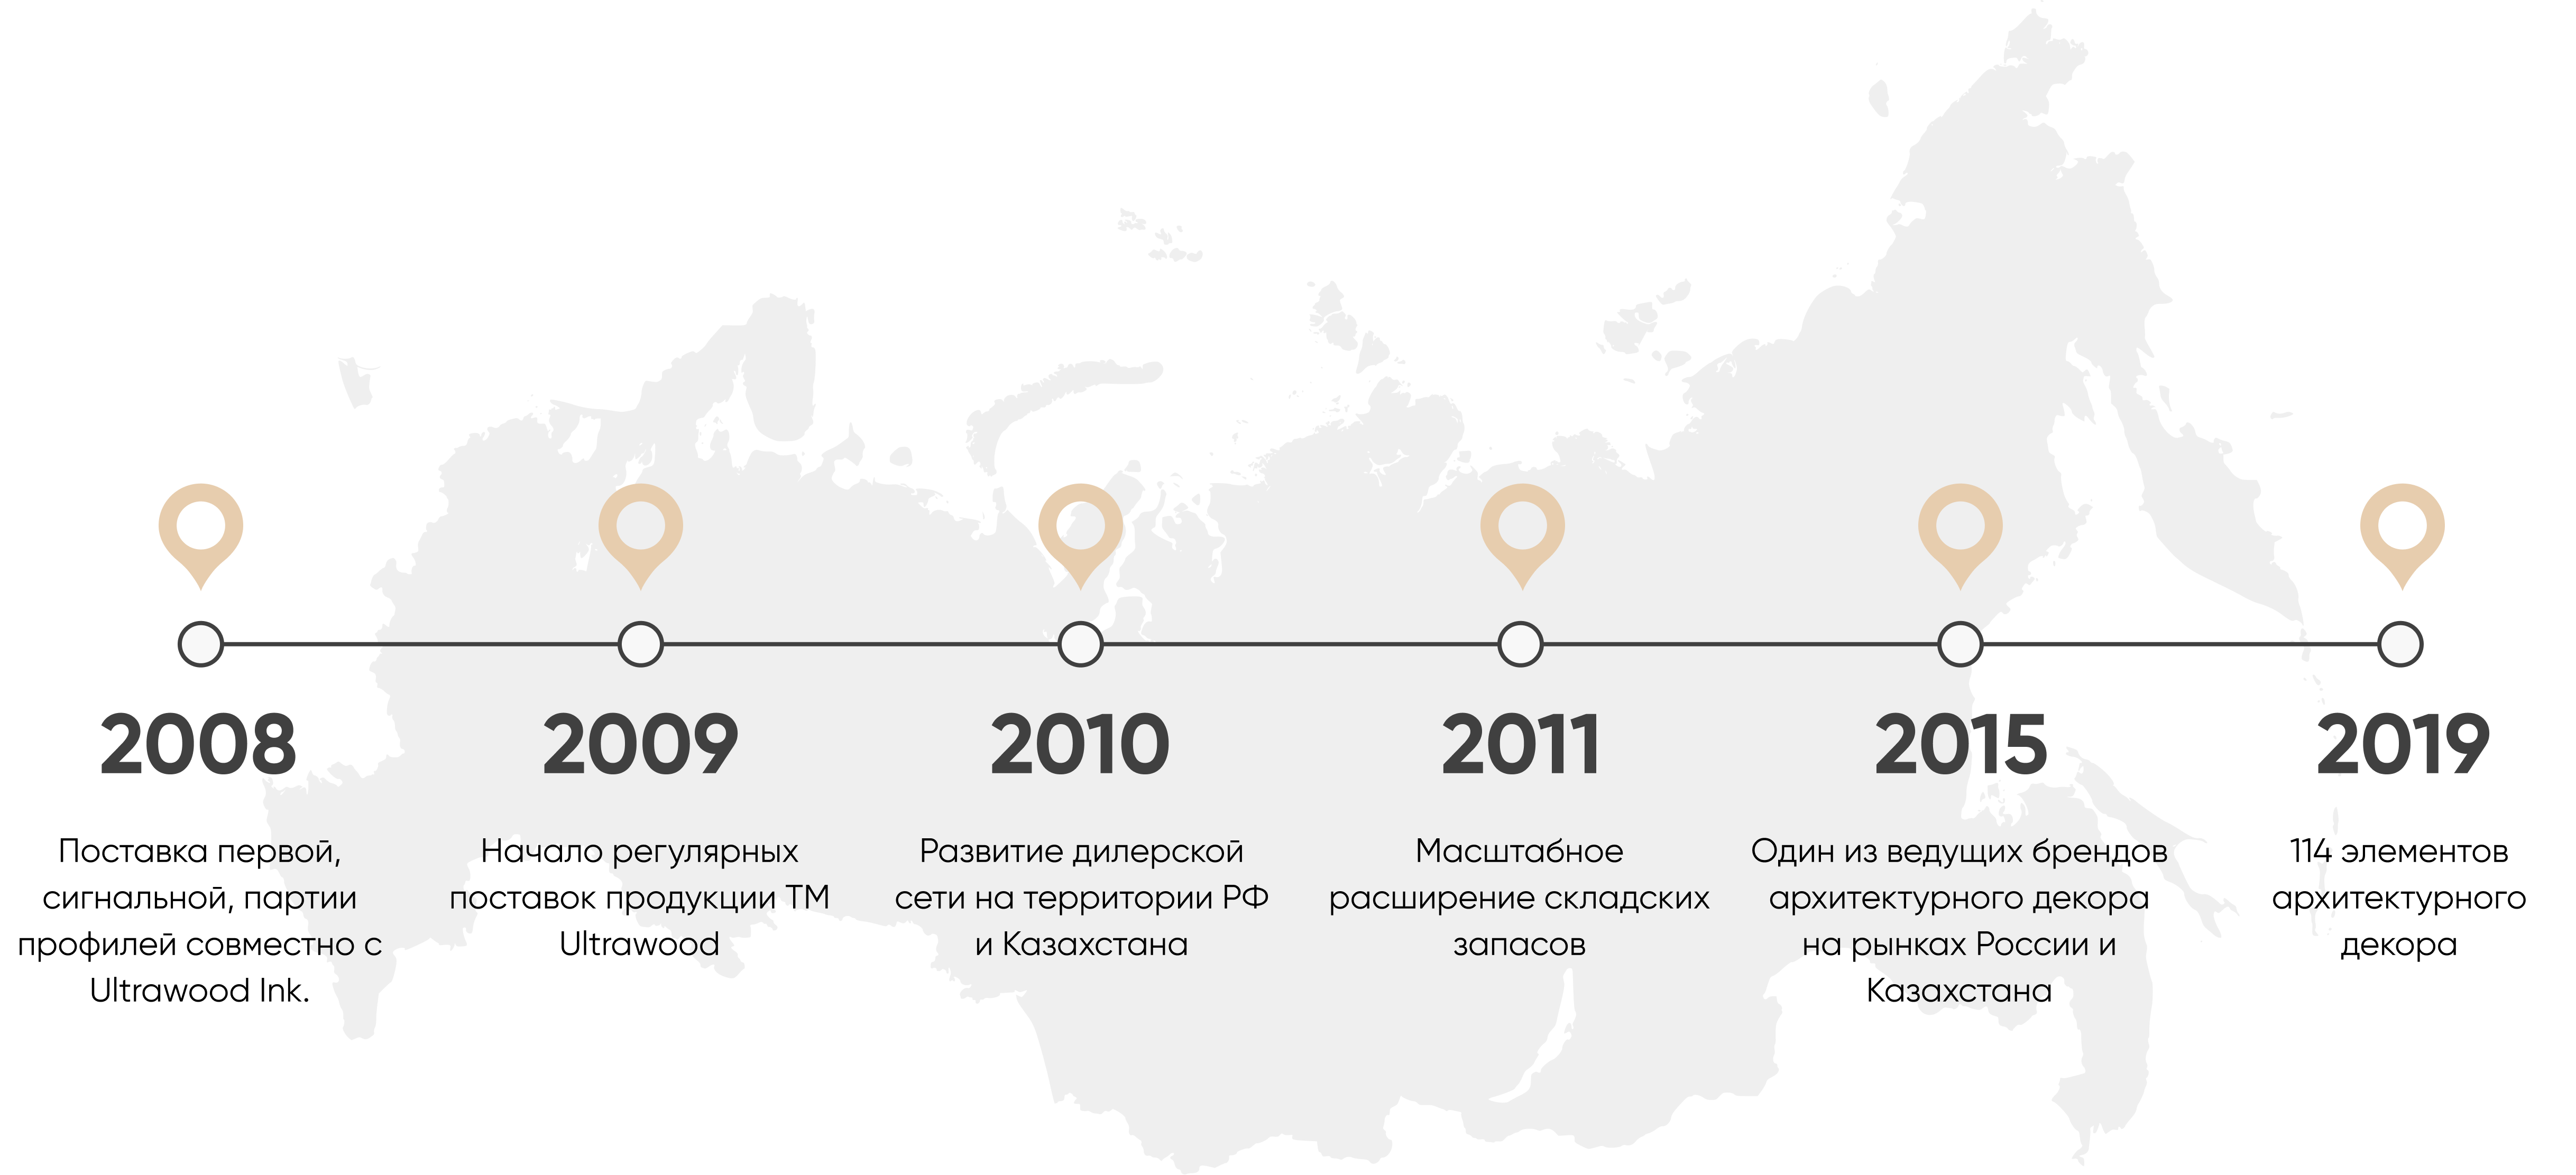 2008
Поставка первой,
сигнальной, партии
профилей совместно с
Ultrawood Ink.
2009
Начало регулярных
поставок продукции ТМ
Ultrawood
2010
Развитие дилерской
сети на территории РФ
и Казахстана
2011
Масштабное
расширение складских
запасов
2015
Один из ведущих брендов
архитектурного декора
на рынках России и
Казахстана
2019
114 элементов
архитектурного
декора